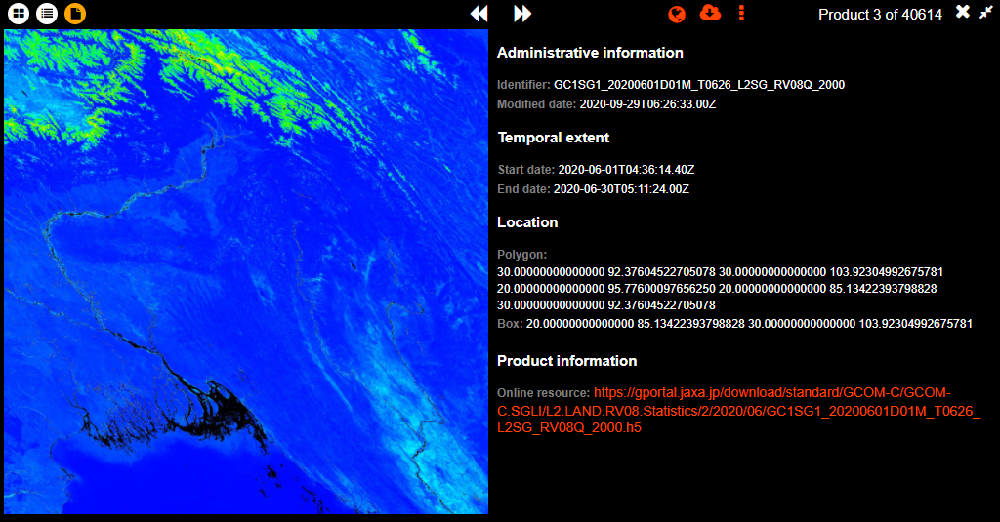 Product 3 of 40614
Administrative information
Identifier: GC1SG1_20200601D01M_T0626_L2SG_RV08Q_2000
Modified date: 2020-09-29T06:26:33.00Z
Temporal extent
Start date: 2020-06-01T04:36:14.40Z
End date: 2020-06-30T05:11:24.00Z
Location
Polygon:
30.00000000000000 92.37604522705078 30.00000000000000 103.92304992675781
20.00000000000000 95.77600097656250 20.00000000000000 85.13422393798828
30.00000000000000 92.37604522705078
Box: 20.00000000000000 85.13422393798828 30.00000000000000 103.92304992675781
Product information
Online resource: https://gportal.jaxa.jp/download/standard/GCOM-C/GCOM-
C.SGLI/L2.LAND.RV08.Statistics/2/2020/06/GC1SG1_20200601D01M_T0626_
L2SG_RV08Q_2000.h5